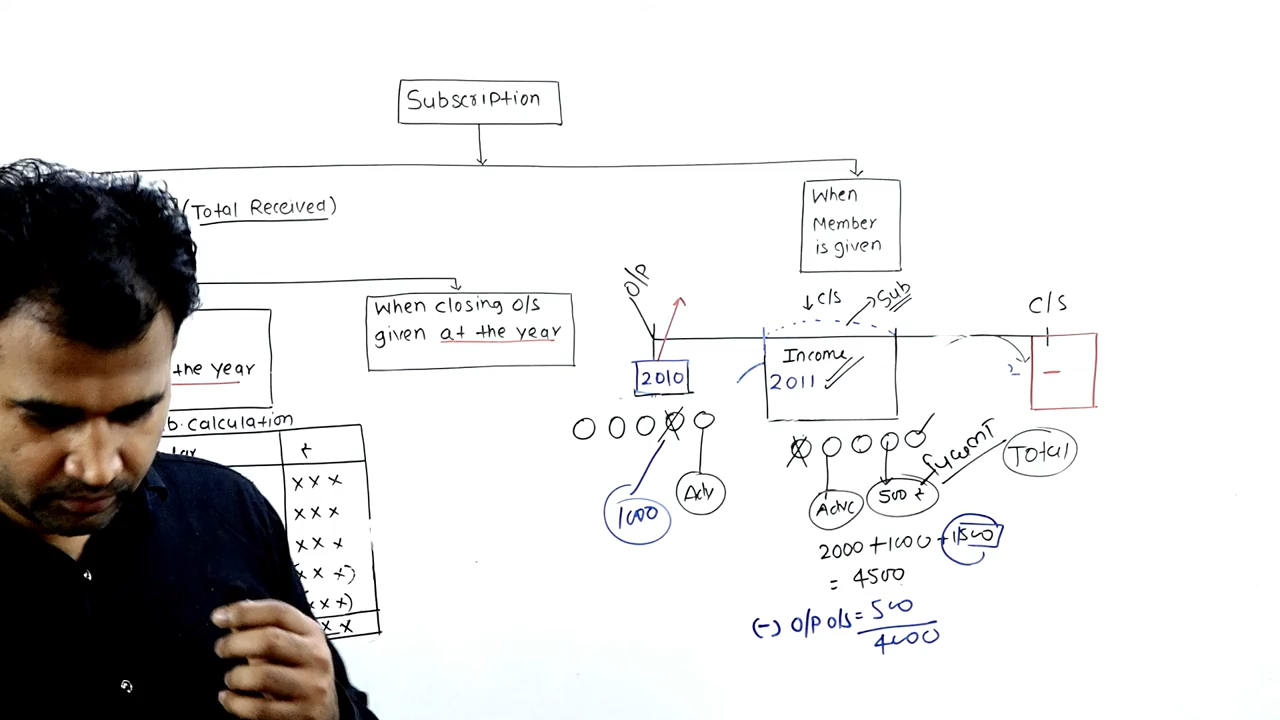 Subscription
(Total Received)
When
Member
is given
When closing O/S
given at the year
the year
b.calculation
x x x
x x x
x x x
x x x)
(x x x)
x x
O/P
↓ C/S
Sub
C/S
2010
Income
2011
1000
Adv
Advc
500 +
Total
2000 + 1000 + 1500
= 4500
(-) O/P O/S = 500
4000